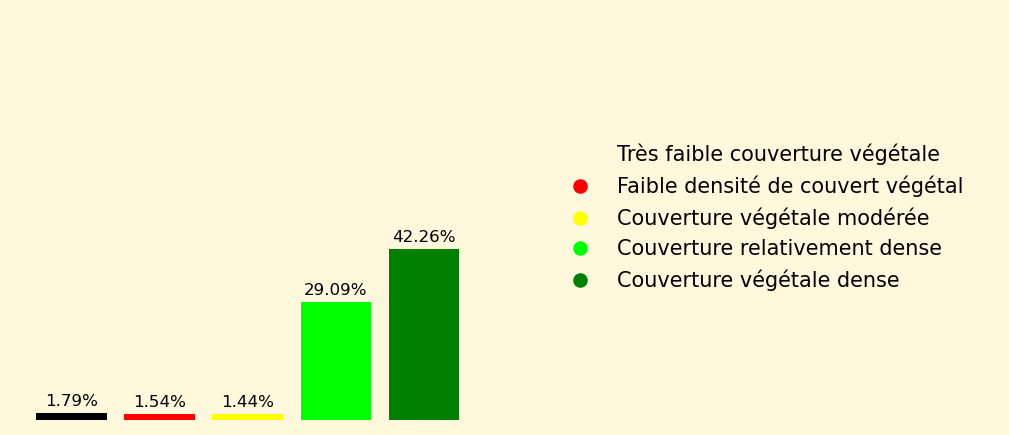 1.79%
1.54%
1.44%
29.09%
42.26%
Très faible couverture végétale
Faible densité de couvert végétal
Couverture végétale modérée
Couverture relativement dense
Couverture végétale dense